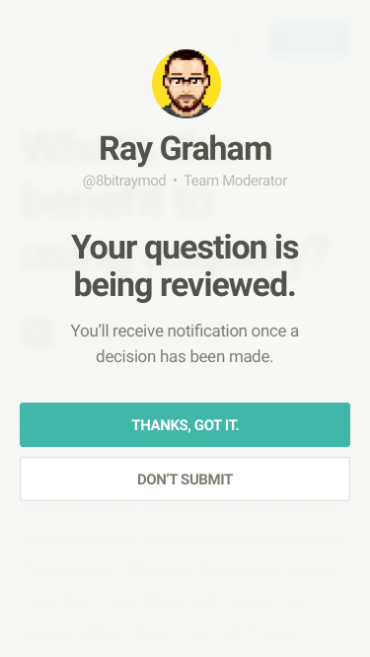 Ray Graham
@8bitraymod • Team Moderator
Your question is
being reviewed.
You’ll receive notification once a
decision has been made.
THANKS, GOT IT.
DON’T SUBMIT